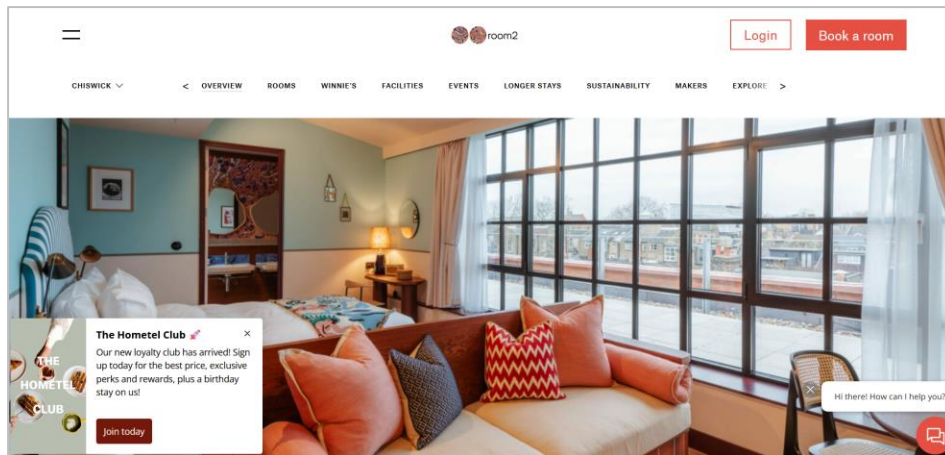 room2
Login
Book a room
CHISWICK
< OVERVIEW ROOMS WINNIE'S FACILITIES EVENTS LONGER STAYS SUSTAINABILITY MAKERS EXPLORE >
THE
HOMETEL
CLUB
The Hometel Club 🚀
Our new loyalty club has arrived! Sign
up today for the best price, exclusive
perks and rewards, plus a birthday
stay on us!
Join today
Hi there! How can I help you?